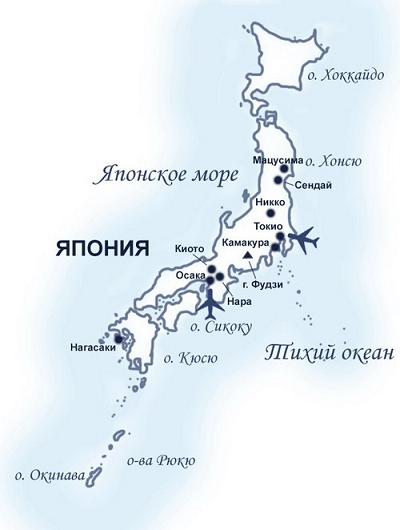 о. Хоккайдо
Мацусима
о. Хонсю
Японское море
Сендай
Никко
Токио
Камакура
ЯПОНИЯ
Киото
Осака
г. Фудзи
Нара
о. Сикоку
Тихий океан
Нагасаки
о. Кюсю
о-ва Рюкю
о. Окинава